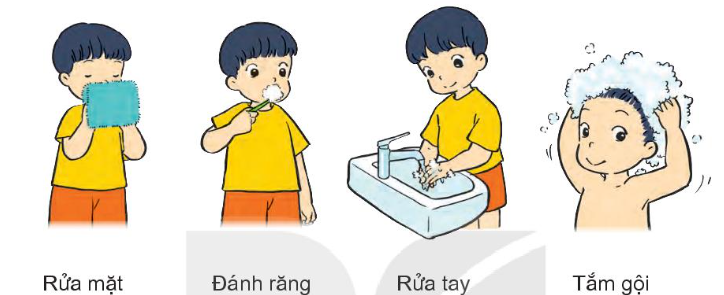 Rửa mặt Đánh răng Rửa tay Tắm gội